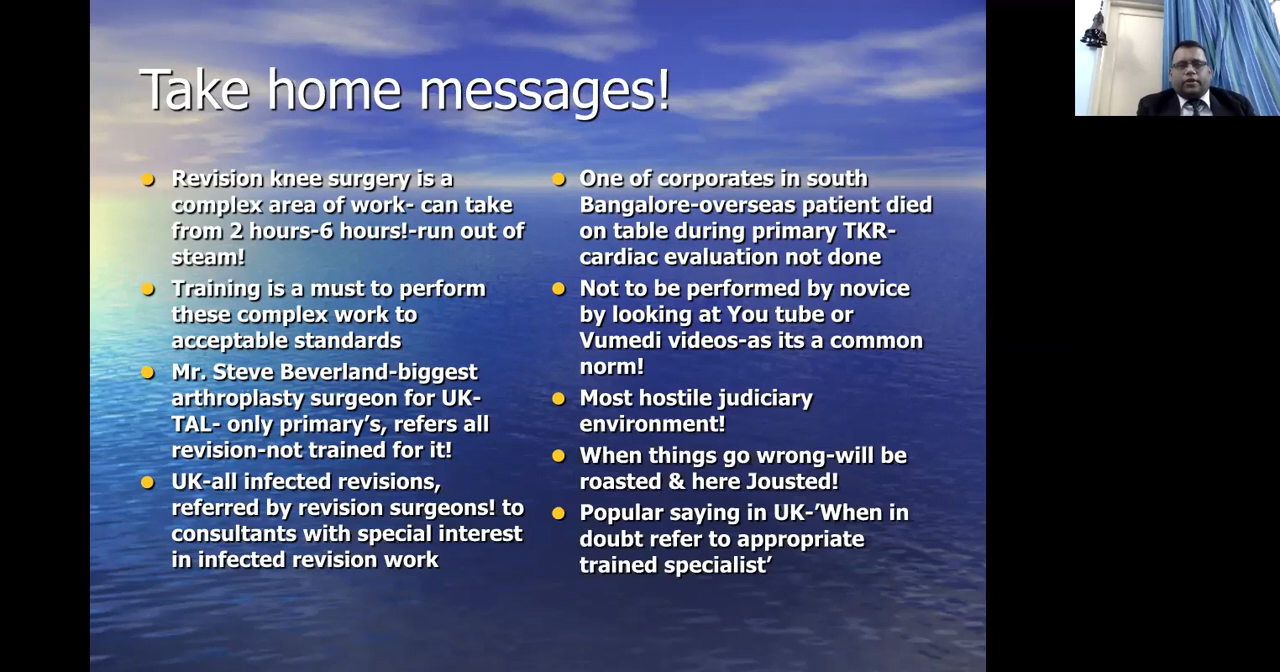 Take home messages!
Revision knee surgery is a
complex area of work- can take
from 2 hours-6 hours!-run out of
steam!
Training is a must to perform
these complex work to
acceptable standards
Mr. Steve Beverland-biggest
arthroplasty surgeon for UK-
TAL- only primary’s, refers all
revision-not trained for it!
UK-all infected revisions,
referred by revision surgeons! to
consultants with special interest
in infected revision work
One of corporates in south
Bangalore-overseas patient died
on table during primary TKR-
cardiac evaluation not done
Not to be performed by novice
by looking at You tube or
Vumedi videos-as its a common
norm!
Most hostile judiciary
environment!
When things go wrong-will be
roasted & here Jousted!
Popular saying in UK-’When in
doubt refer to appropriate
trained specialist’